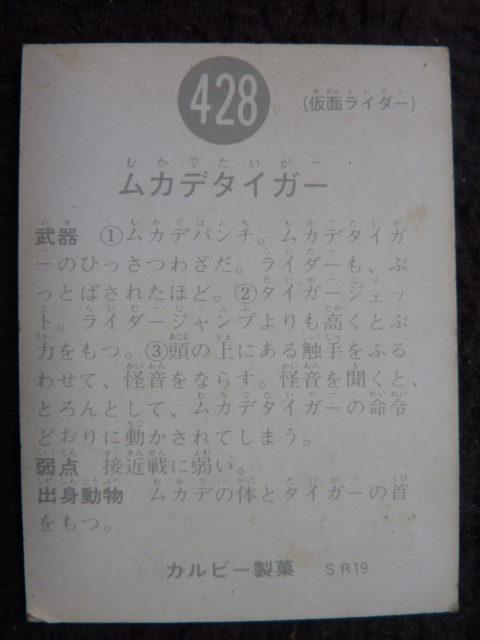 428
(仮面ライダー)
ムカデタイガー
武器 ①ムカデパンチ。ムカデタイガ
ーのひっさつわざだ。ライダーも、ぶ
っとばされたほど。②タイガージェッ
ト。ライダージャンプよりも高くとぶ
力をもつ。③頭の上にある触手をふる
わせて、怪音をならす。怪音を聞くと、
とろんとして、ムカデタイガーの命令
どおりに動かされてしまう。
弱点 接近戦に弱い。
出身動物 ムカデの体とタイガーの首
をもつ。
カルビー製菓 SR19